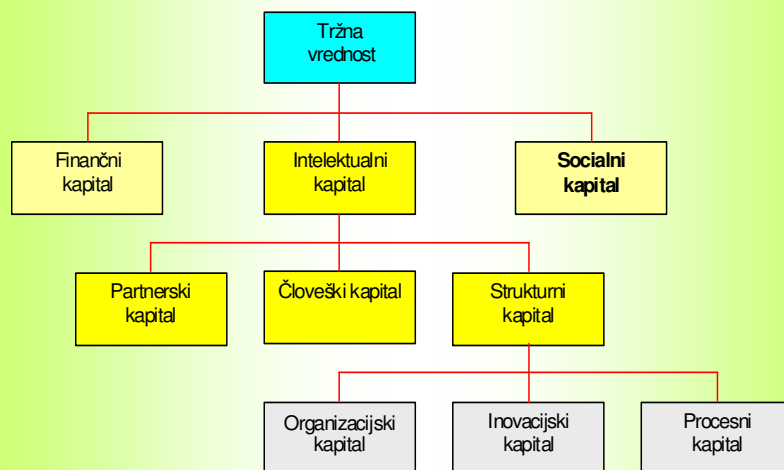 Tržna
vrednost
Finančni
kapital
Intelektualni
kapital
Socialni
kapital
Partnerski
kapital
Človeški kapital
Strukturni
kapital
Organizacijski
kapital
Inovacijski
kapital
Procesni
kapital